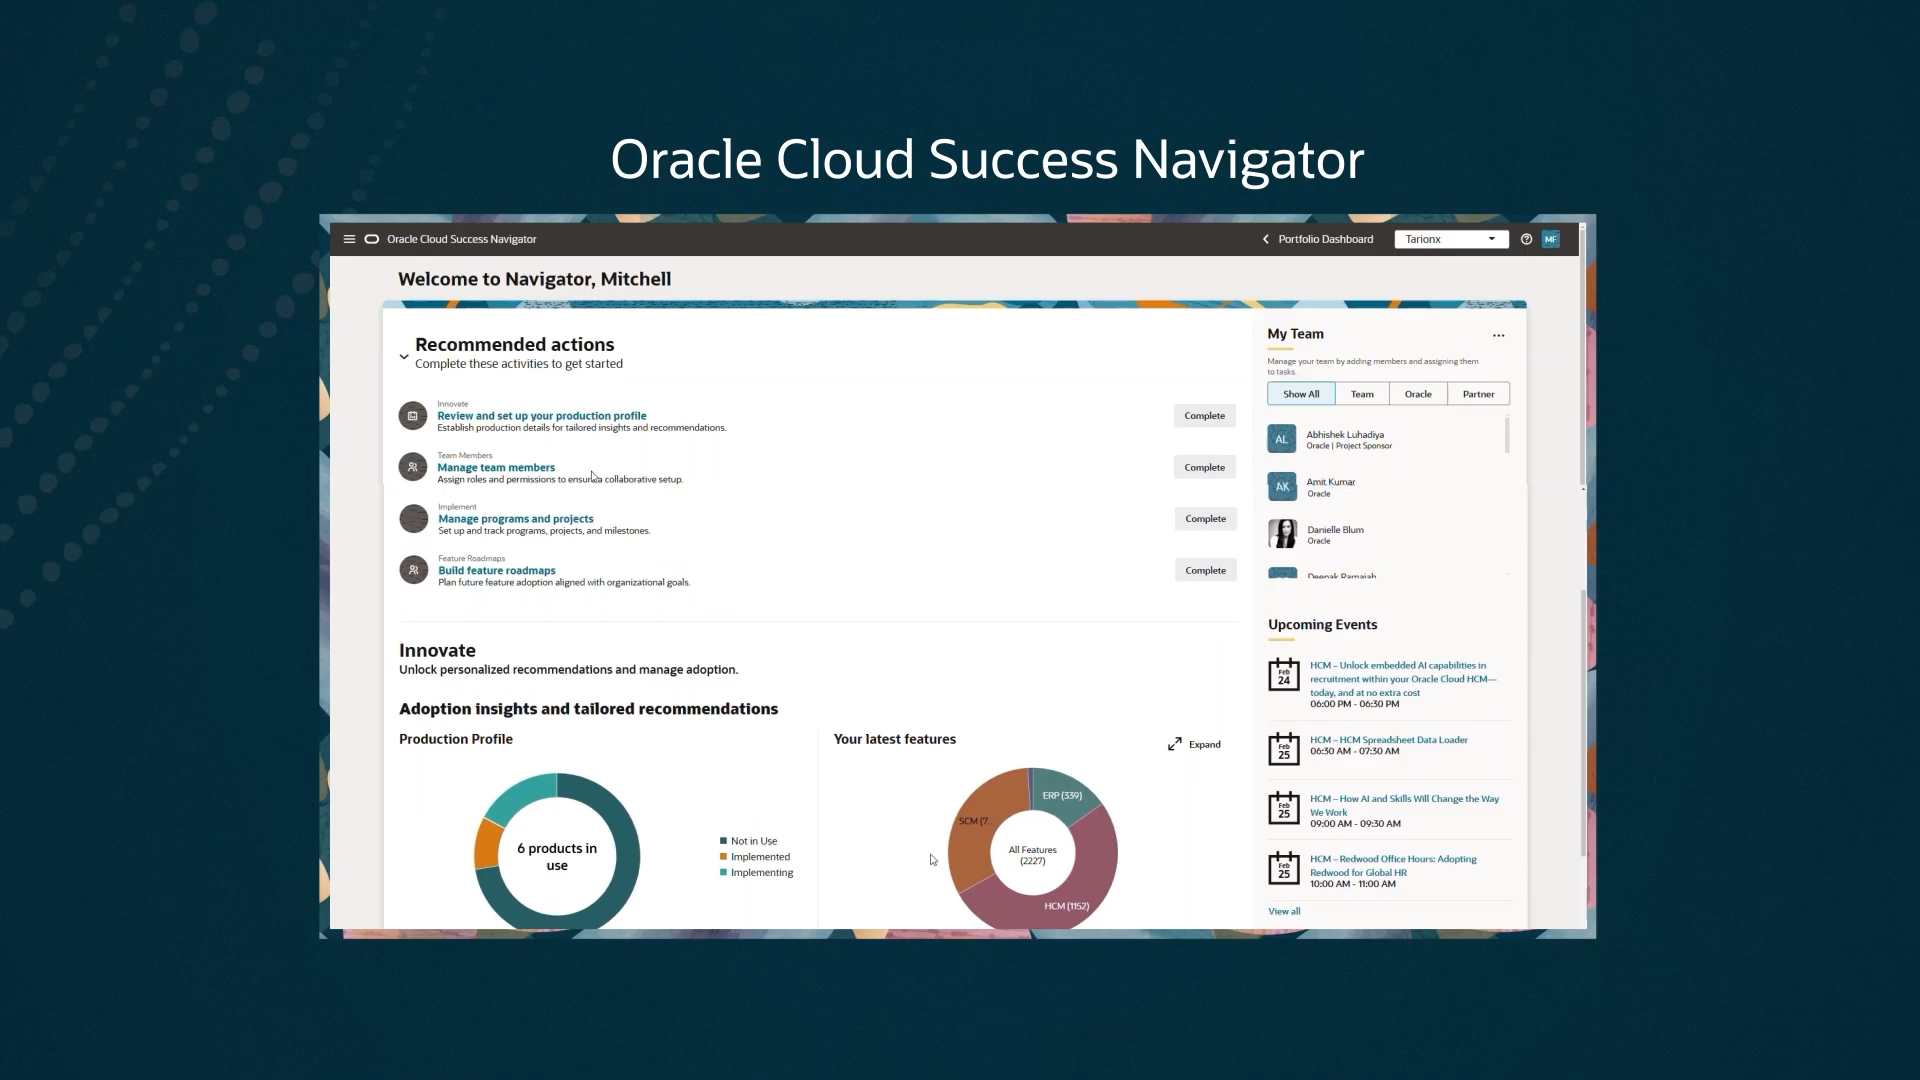 Oracle Cloud Success Navigator
Oracle Cloud Success Navigator
Portfolio Dashboard
Tarionx
MF
Welcome to Navigator, Mitchell
Recommended actions
Complete these activities to get started
Innovate
Review and set up your production profile
Establish production details for tailored insights and recommendations.
Complete
Team Members
Manage team members
Assign roles and permissions to ensure a collaborative setup.
Complete
Implement
Manage programs and projects
Set up and track programs, projects, and milestones.
Complete
Feature Roadmaps
Build feature roadmaps
Plan future feature adoption aligned with organizational goals.
Complete
Innovate
Unlock personalized recommendations and manage adoption.
Adoption insights and tailored recommendations
Production Profile
6 products in
use
Not in Use
Implemented
Implementing
Your latest features
Expand
ERP (339)
SCM (7...
All Features
(2227)
HCM (1152)
My Team
...
Manage your team by adding members and assigning them
to tasks.
Show All
Team
Oracle
Partner
AL
Abhishek Luhadiya
Oracle | Project Sponsor
AK
Amit Kumar
Oracle
Danielle Blum
Oracle
Deepak Ramaiah
Upcoming Events
Feb
24
HCM – Unlock embedded AI capabilities in
recruitment within your Oracle Cloud HCM—
today, and at no extra cost
06:00 PM - 06:30 PM
Feb
25
HCM – HCM Spreadsheet Data Loader
06:30 AM - 07:30 AM
Feb
25
HCM – How AI and Skills Will Change the Way
We Work
09:00 AM - 09:30 AM
Feb
25
HCM – Redwood Office Hours: Adopting
Redwood for Global HR
10:00 AM - 11:00 AM
View all